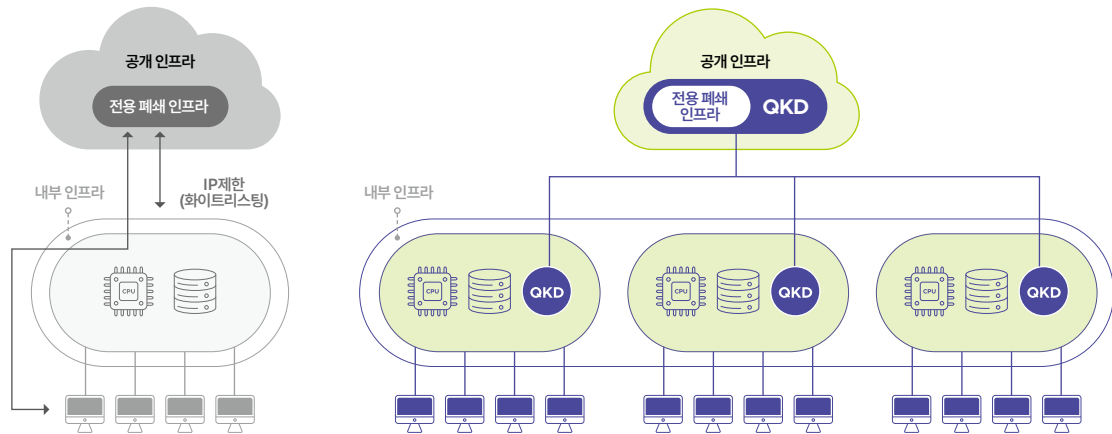 공개 인프라
전용 폐쇄 인프라
내부 인프라
IP제한
(화이트리스팅)
CPU
공개 인프라
전용 폐쇄
인프라
QKD
내부 인프라
CPU
QKD
CPU
QKD
CPU
QKD